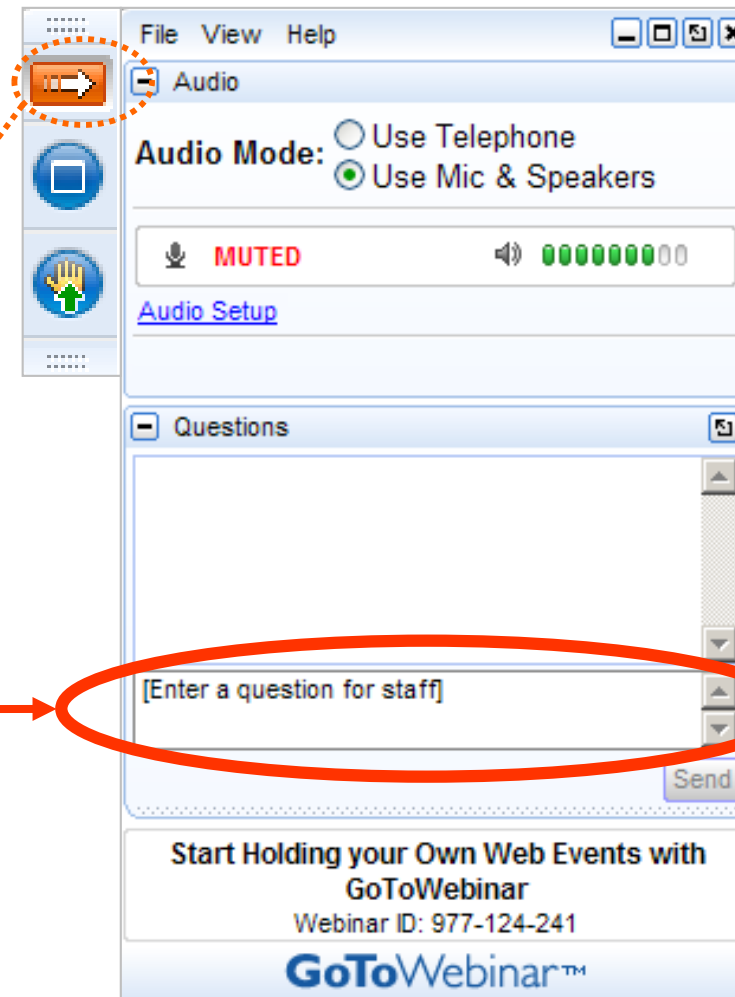 File View Help
Audio
Audio Mode:
Use Telephone
Use Mic & Speakers
MUTED
Audio Setup
Questions
[Enter a question for staff]
Send
Start Holding your Own Web Events with
GoToWebinar
Webinar ID: 977-124-241
GoToWebinar™